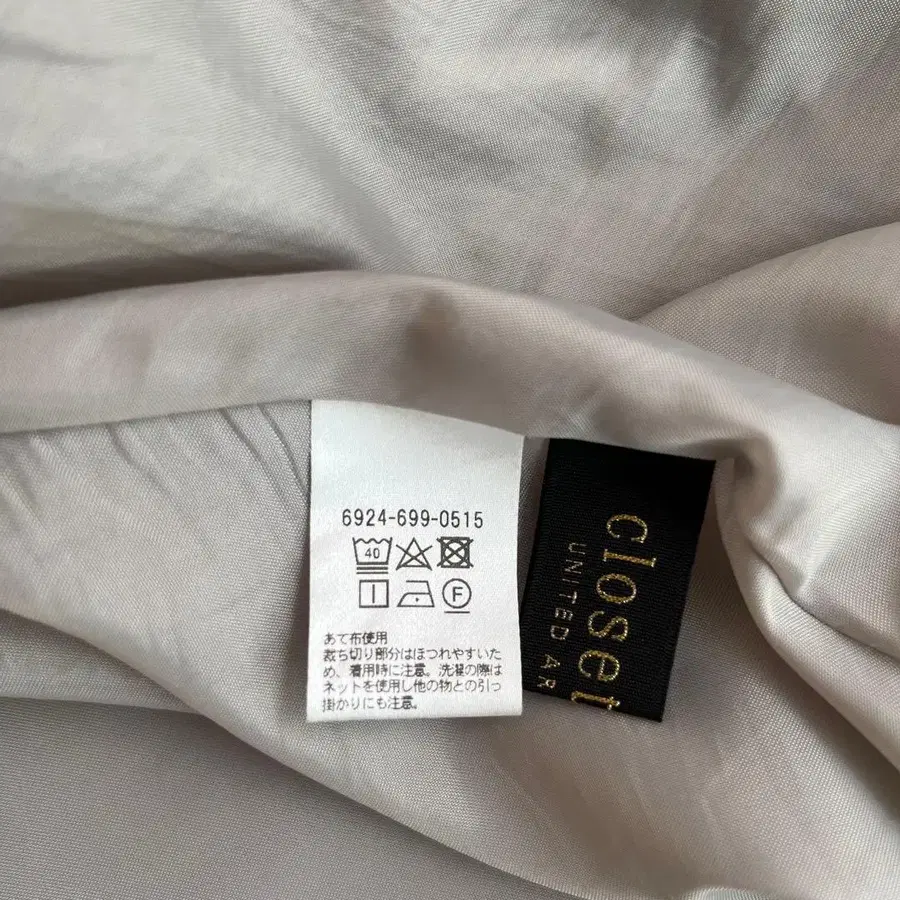 6924-699-0515
40
F
あて布使用
裁ち切り部分はほつれやすいた
め、着用時に注意。洗濯の際は
ネットを使用し他の物との引っ
掛かりにも注意。
closet
UNITED AR